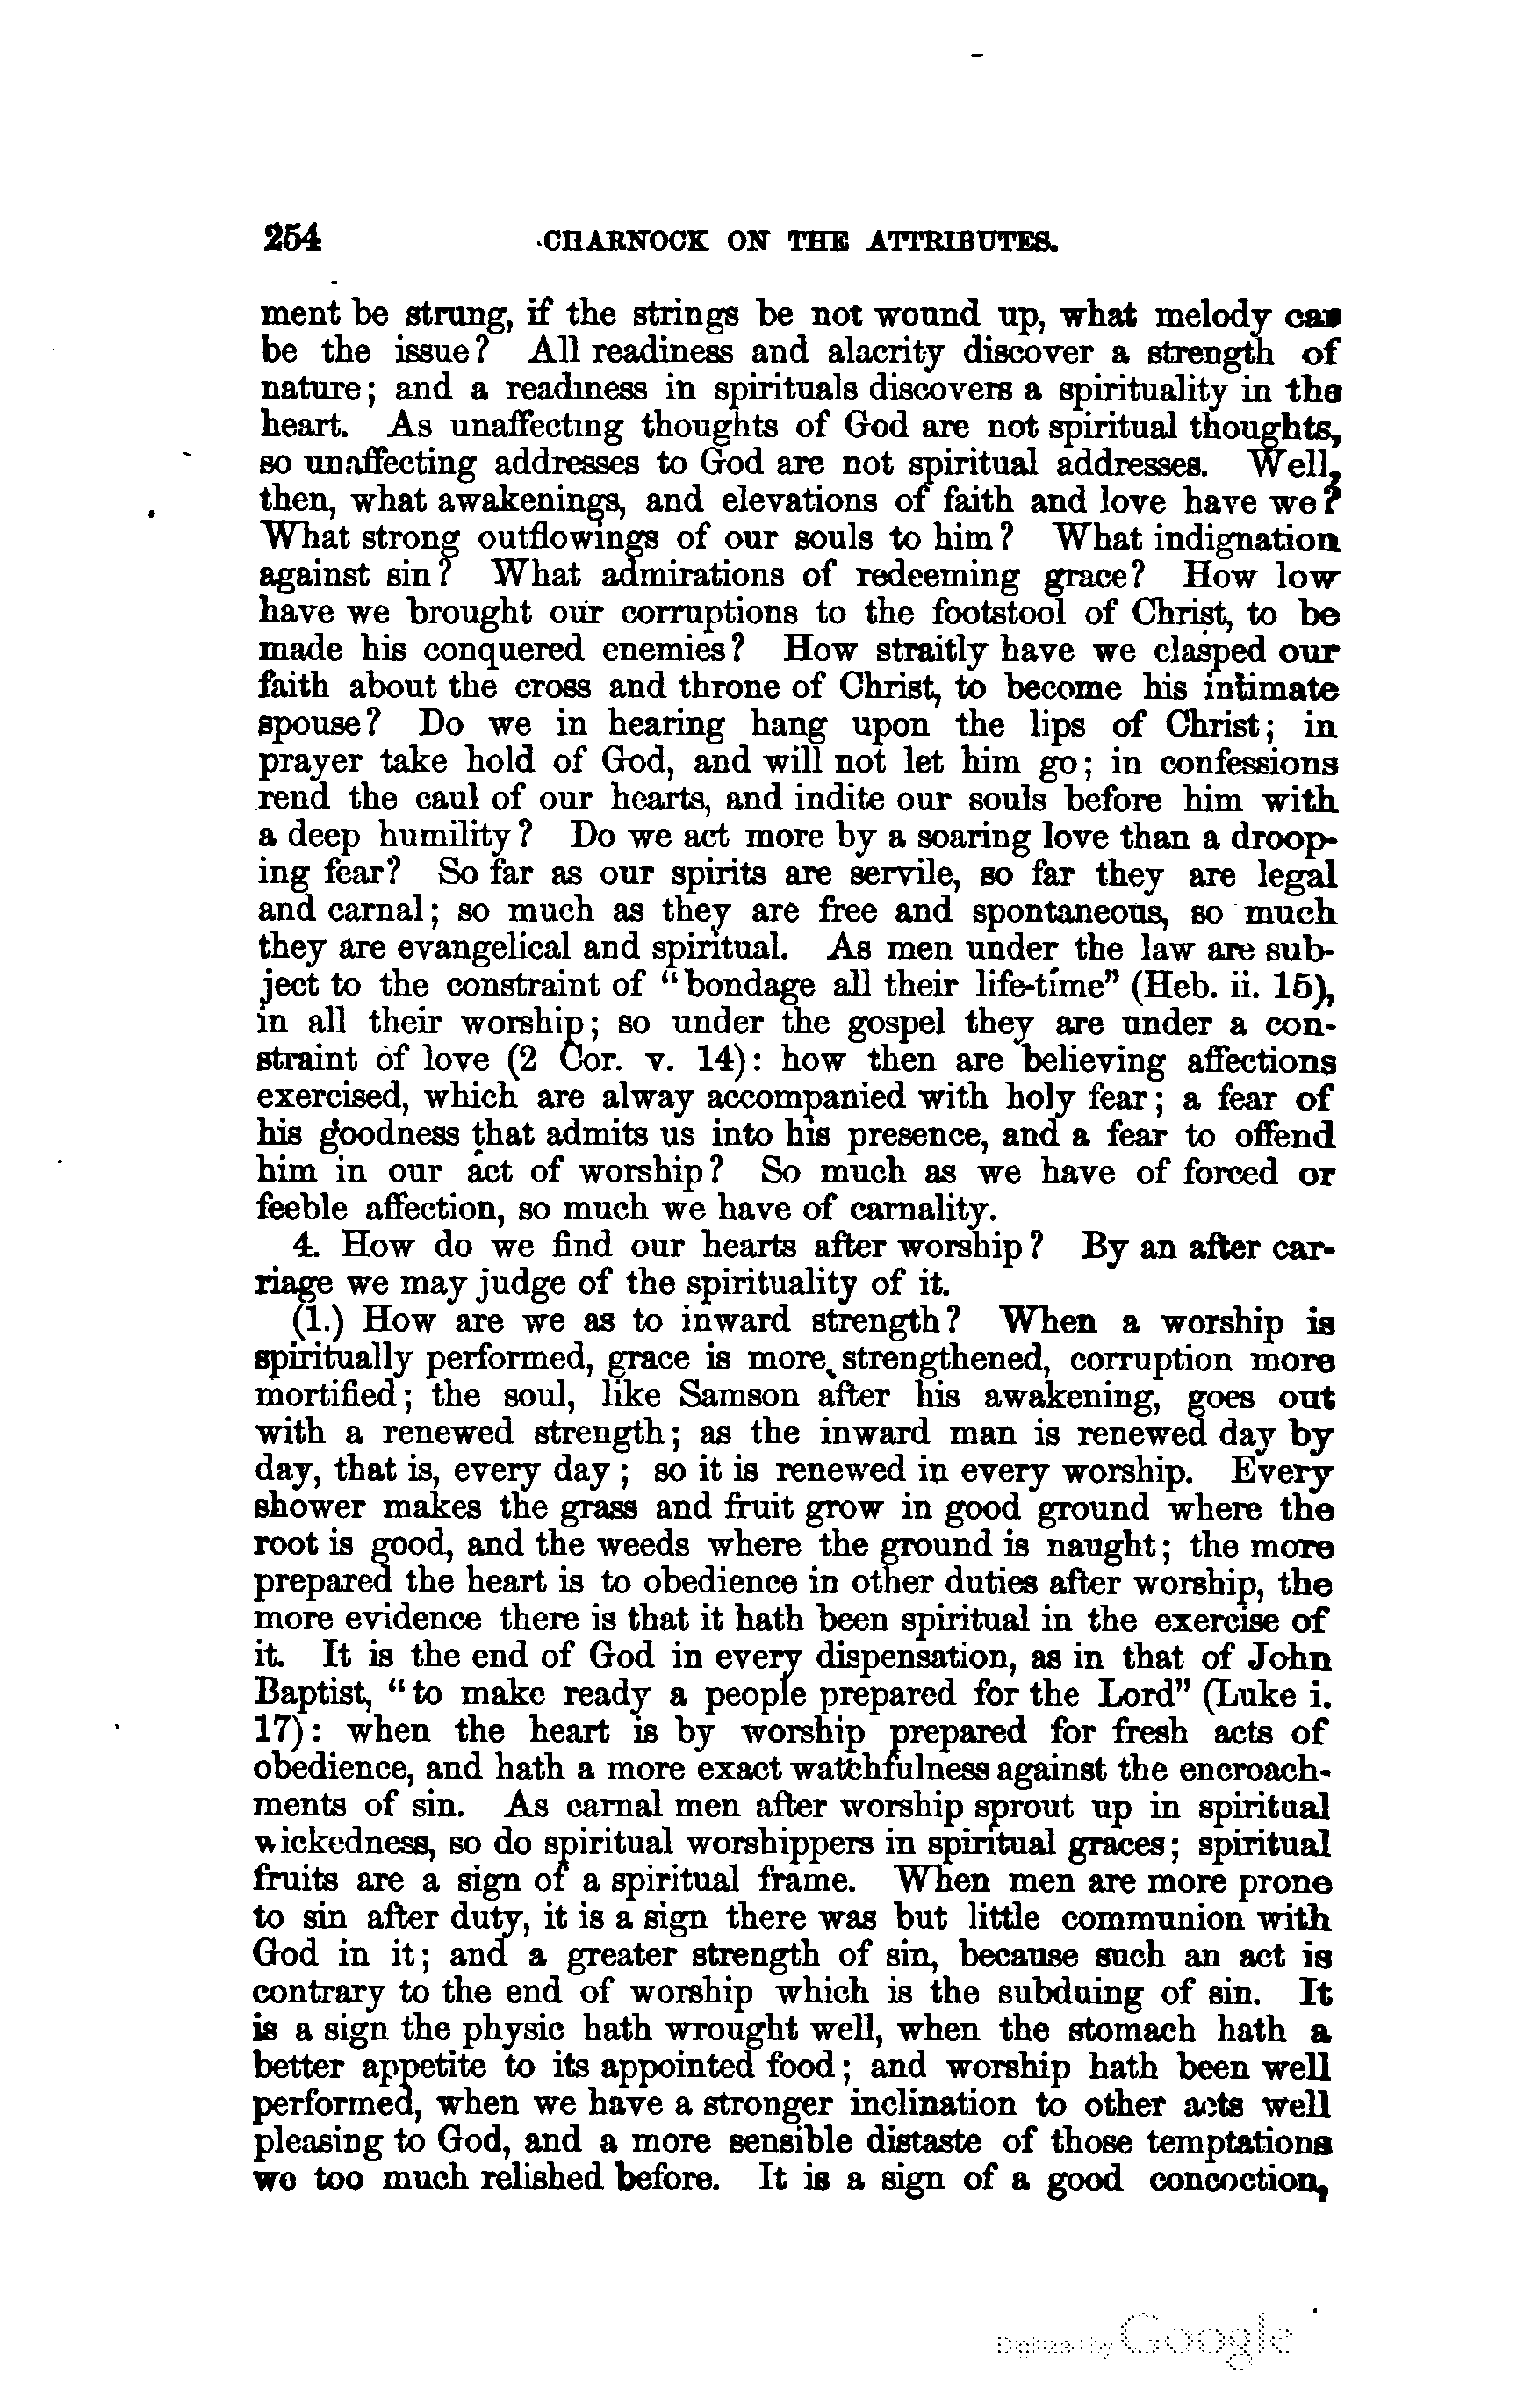 254 CHARNOCK ON THE ATTRIBUTES.
ment be strung, if the strings be not wound up, what melody can
be the issue? All readiness and alacrity discover a strength of
nature; and a readiness in spirituals discovers a spirituality in the
heart. As unaffecting thoughts of God are not spiritual thoughts,
so unaffecting addresses to God are not spiritual addresses. Well,
then, what awakenings, and elevations of faith and love have we?
What strong outflowings of our souls to him? What indignation
against sin? What admirations of redeeming grace? How low
have we brought our corruptions to the footstool of Christ, to be
made his conquered enemies? How straitly have we clasped our
faith about the cross and throne of Christ, to become his intimate
spouse? Do we in hearing hang upon the lips of Christ; in
prayer take hold of God, and will not let him go; in confessions
rend the caul of our hearts, and indite our souls before him with
a deep humility? Do we act more by a soaring love than a droop-
ing fear? So far as our spirits are servile, so far they are legal
and carnal; so much as they are free and spontaneous, so much
they are evangelical and spiritual. As men under the law are sub-
ject to the constraint of "bondage all their life-time" (Heb. ii. 15),
in all their worship; so under the gospel they are under a con-
straint of love (2 Cor. v. 14): how then are believing affections
exercised, which are alway accompanied with holy fear; a fear of
his goodness that admits us into his presence, and a fear to offend
him in our act of worship? So much as we have of forced or
feeble affection, so much we have of carnality.
4. How do we find our hearts after worship? By an after car-
riage we may judge of the spirituality of it.
(1.) How are we as to inward strength? When a worship is
spiritually performed, grace is more strengthened, corruption more
mortified; the soul, like Samson after his awakening, goes out
with a renewed strength; as the inward man is renewed day by
day, that is, every day; so it is renewed in every worship. Every
shower makes the grass and fruit grow in good ground where the
root is good, and the weeds where the ground is naught; the more
prepared the heart is to obedience in other duties after worship, the
more evidence there is that it hath been spiritual in the exercise of
it. It is the end of God in every dispensation, as in that of John
Baptist, "to make ready a people prepared for the Lord" (Luke i.
17): when the heart is by worship prepared for fresh acts of
obedience, and hath a more exact watchfulness against the encroach-
ments of sin. As carnal men after worship sprout up in spiritual
wickedness, so do spiritual worshippers in spiritual graces; spiritual
fruits are a sign of a spiritual frame. When men are more prone
to sin after duty, it is a sign there was but little communion with
God in it; and a greater strength of sin, because such an act is
contrary to the end of worship which is the subduing of sin. It
is a sign the physic hath wrought well, when the stomach hath a
better appetite to its appointed food; and worship hath been well
performed, when we have a stronger inclination to other acts well
pleasing to God, and a more sensible distaste of those temptations
we too much relished before. It is a sign of a good concoction,
Digitized by Google